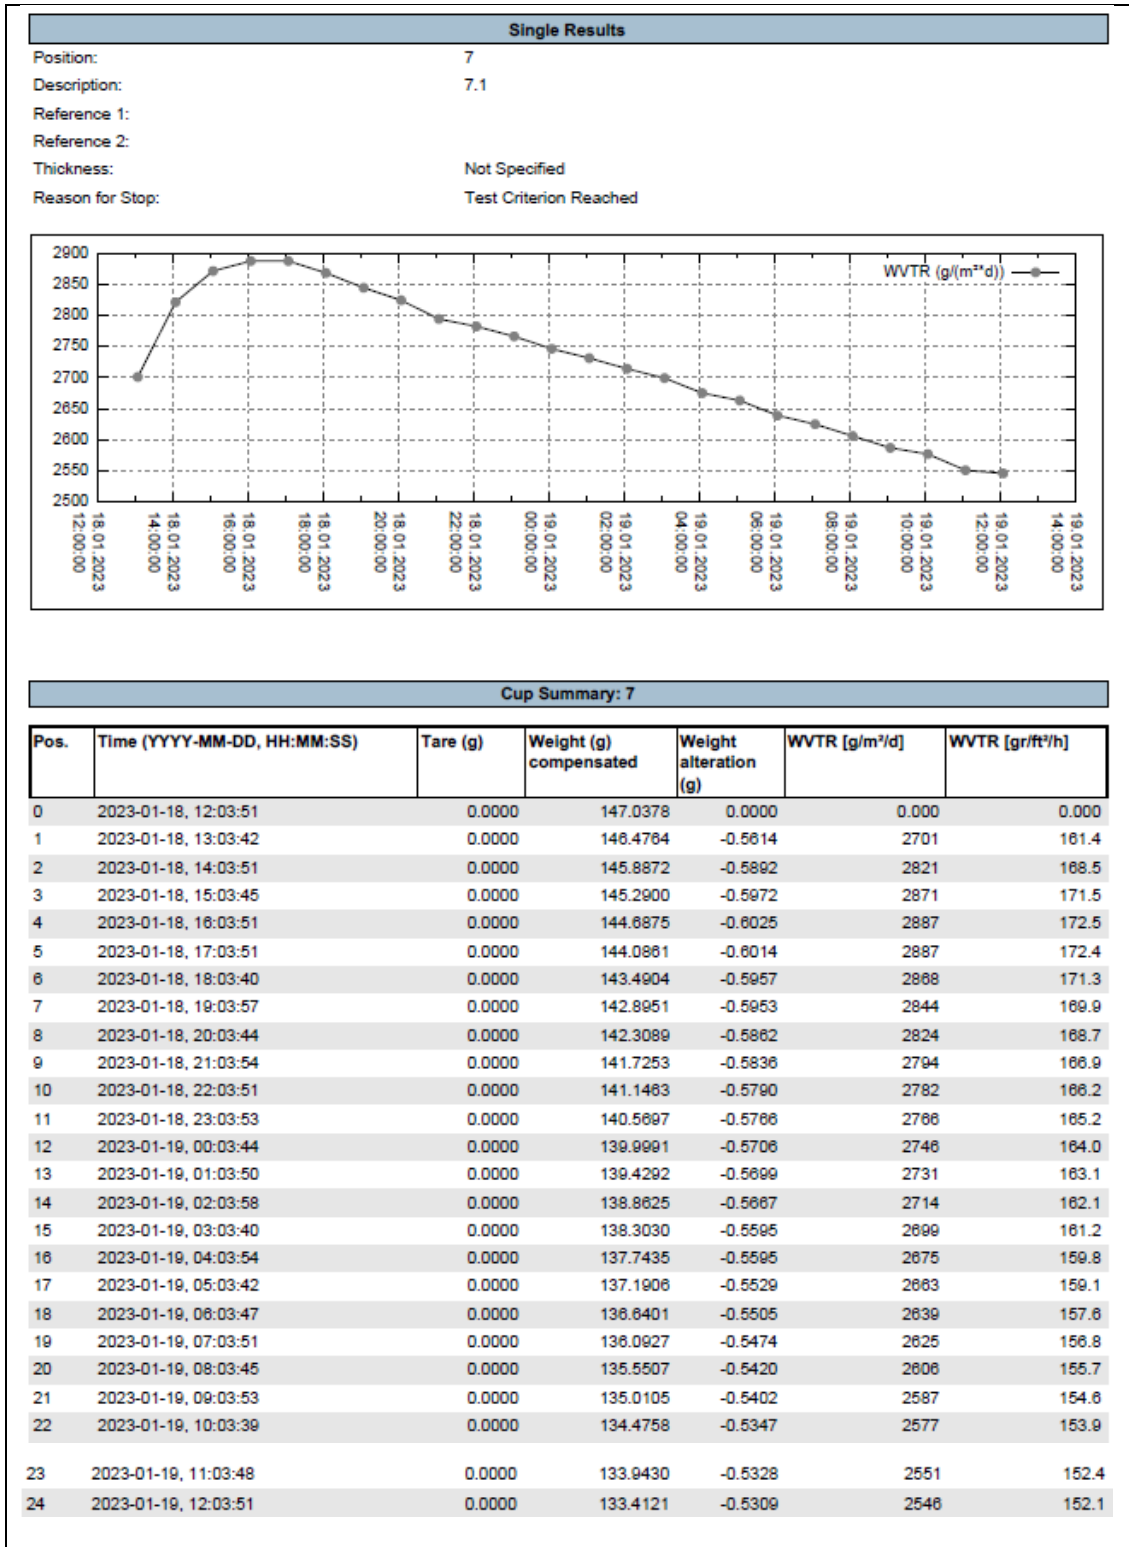 Single Results
Position: 7
Description: 7.1
Reference 1:
Reference 2:
Thickness: Not Specified
Reason for Stop: Test Criterion Reached
WVTR (g/(m²*d))
2900
2850
2800
2750
2700
2650
2600
2550
2500
18.01.2023 12:00:00
18.01.2023 14:00:00
18.01.2023 16:00:00
18.01.2023 18:00:00
18.01.2023 20:00:00
18.01.2023 22:00:00
19.01.2023 00:00:00
19.01.2023 02:00:00
19.01.2023 04:00:00
19.01.2023 06:00:00
19.01.2023 08:00:00
19.01.2023 10:00:00
19.01.2023 12:00:00
19.01.2023 14:00:00
Cup Summary: 7
Pos. Time (YYYY-MM-DD, HH:MM:SS) Tare (g) Weight (g) compensated Weight alteration (g) WVTR [g/m²/d] WVTR [gr/ft²/h]
0 2023-01-18, 12:03:51 0.0000 147.0378 0.0000 0.000 0.000
1 2023-01-18, 13:03:42 0.0000 146.4764 -0.5614 2701 161.4
2 2023-01-18, 14:03:51 0.0000 145.8872 -0.5892 2821 168.5
3 2023-01-18, 15:03:45 0.0000 145.2900 -0.5972 2871 171.5
4 2023-01-18, 16:03:51 0.0000 144.6875 -0.6025 2887 172.5
5 2023-01-18, 17:03:51 0.0000 144.0861 -0.6014 2887 172.4
6 2023-01-18, 18:03:40 0.0000 143.4904 -0.5957 2868 171.3
7 2023-01-18, 19:03:57 0.0000 142.8951 -0.5953 2844 169.9
8 2023-01-18, 20:03:44 0.0000 142.3089 -0.5862 2824 168.7
9 2023-01-18, 21:03:54 0.0000 141.7253 -0.5836 2794 166.9
10 2023-01-18, 22:03:51 0.0000 141.1463 -0.5790 2782 166.2
11 2023-01-18, 23:03:53 0.0000 140.5697 -0.5766 2766 165.2
12 2023-01-19, 00:03:44 0.0000 139.9991 -0.5706 2746 164.0
13 2023-01-19, 01:03:50 0.0000 139.4292 -0.5699 2731 163.1
14 2023-01-19, 02:03:58 0.0000 138.8625 -0.5667 2714 162.1
15 2023-01-19, 03:03:40 0.0000 138.3030 -0.5595 2699 161.2
16 2023-01-19, 04:03:54 0.0000 137.7435 -0.5595 2675 159.8
17 2023-01-19, 05:03:42 0.0000 137.1906 -0.5529 2663 159.1
18 2023-01-19, 06:03:47 0.0000 136.6401 -0.5505 2639 157.6
19 2023-01-19, 07:03:51 0.0000 136.0927 -0.5474 2625 156.8
20 2023-01-19, 08:03:45 0.0000 135.5507 -0.5420 2606 155.7
21 2023-01-19, 09:03:53 0.0000 135.0105 -0.5402 2587 154.6
22 2023-01-19, 10:03:39 0.0000 134.4758 -0.5347 2577 153.9
23 2023-01-19, 11:03:48 0.0000 133.9430 -0.5328 2551 152.4
24 2023-01-19, 12:03:51 0.0000 133.4121 -0.5309 2546 152.1